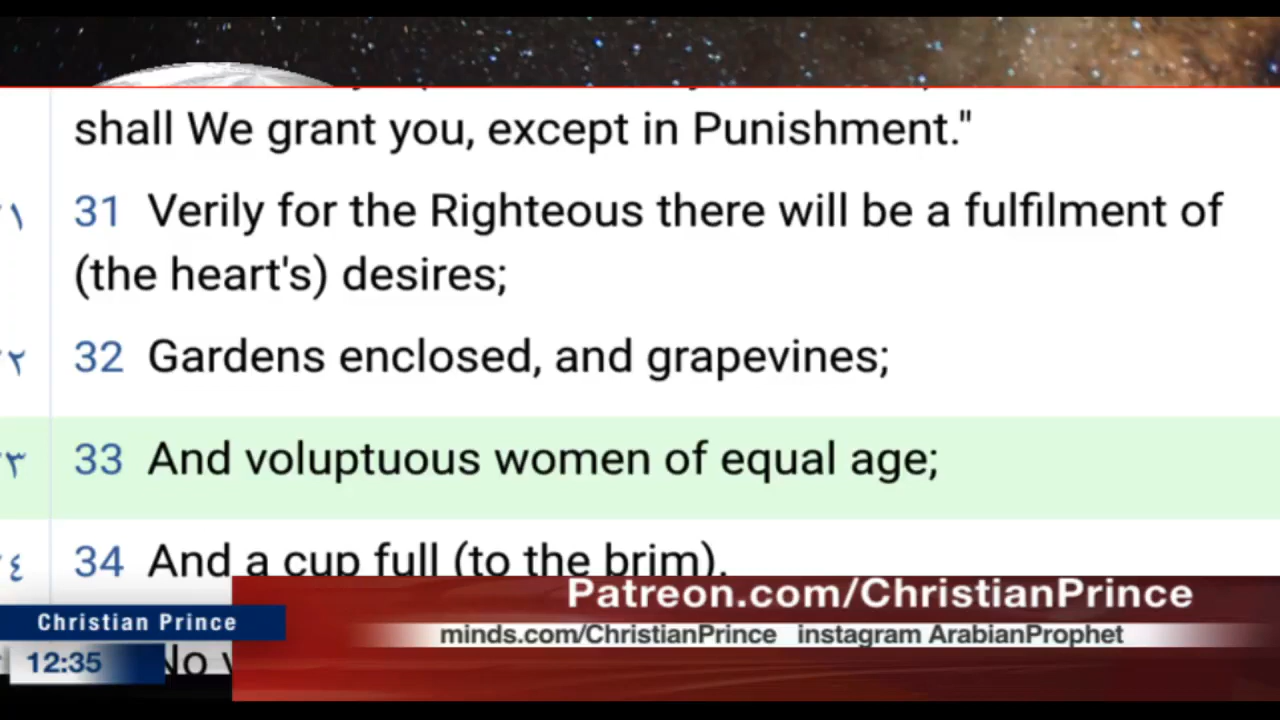 shall We grant you, except in Punishment."
٣١ 31 Verily for the Righteous there will be a fulfilment of
(the heart's) desires;
32 Gardens enclosed, and grapevines;
33 And voluptuous women of equal age;
34 And a cup full (to the brim).
Patreon.com/ChristianPrince
Christian Prince
minds.com/ChristianPrince instagram ArabianProphet
12:35
No